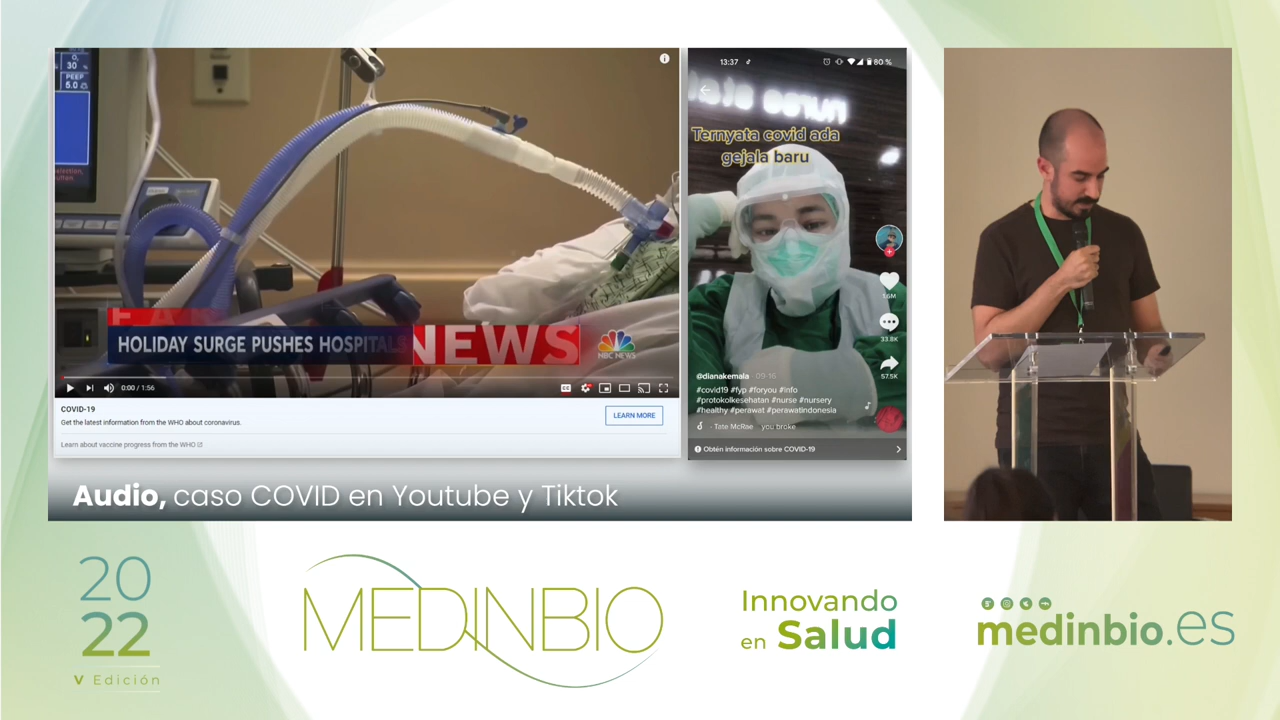 30
PEEP
5.0
HOLIDAY SURGE PUSHES HOSPITALS
NEWS
NBC NEWS
0:00 / 1:56
COVID-19
Get the latest information from the WHO about coronavirus.
LEARN MORE
Learn about vaccine progress from the WHO
13:37
80 %
Ternyata covid ada
gejala baru
1.6M
33.8K
57.5K
@dianakemala · 09-16
#covid19 #fyp #foryou #info
#protokolkesehatan #nurse #nursery
#healthy #perawat #perawatindonesia
- Tate McRae you broke
Obtén información sobre COVID-19
Audio, caso COVID en Youtube y Tiktok
20
22
V Edición
MEDINBIO
Innovando
en Salud
medinbio.es